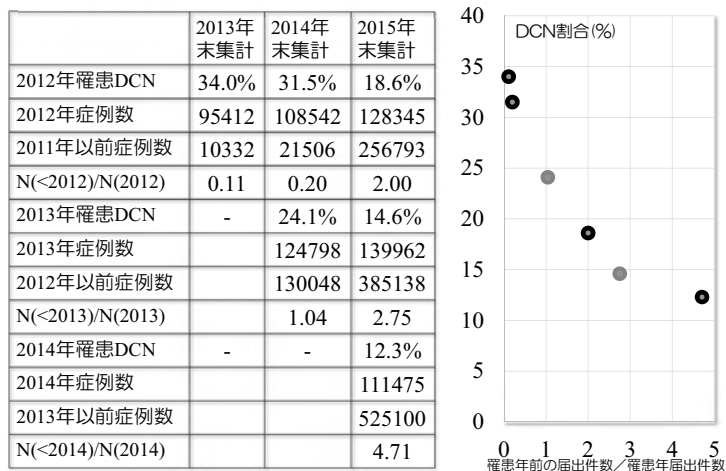 2013年 2014年 2015年
末集計 末集計 末集計
2012年罹患DCN 34.0% 31.5% 18.6%
2012年症例数 95412 108542 128345
2011年以前症例数 10332 21506 256793
N(<2012)/N(2012) 0.11 0.20 2.00
2013年罹患DCN - 24.1% 14.6%
2013年症例数 124798 139962
2012年以前症例数 130048 385138
N(<2013)/N(2013) 1.04 2.75
2014年罹患DCN - - 12.3%
2014年症例数 111475
2013年以前症例数 525100
N(<2014)/N(2014) 4.71
DCN割合(%)
40
35
30
25
20
15
10
5
0
0 1 2 3 4 5
罹患年前の届出件数／罹患年届出件数